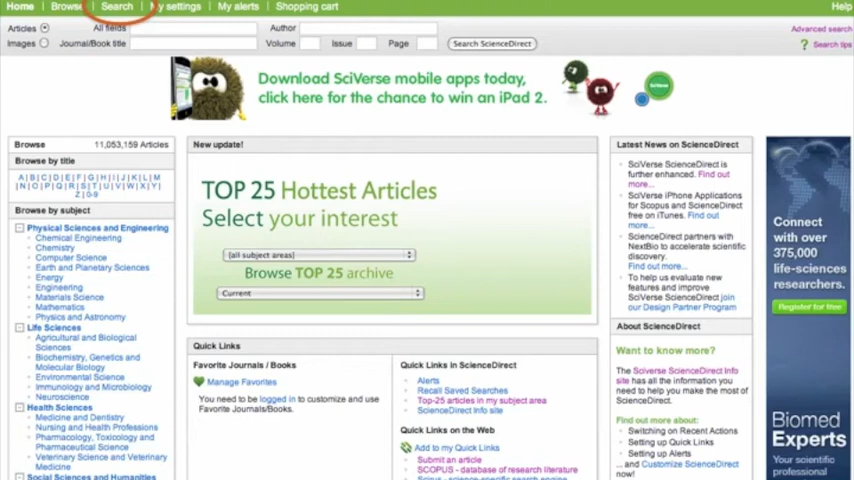 Home | Browse | Search | My settings | My alerts | Shopping cart
Help
Articles
All fields
Author
Advanced search
Images
Journal/Book title
Volume
Issue
Page
Search ScienceDirect
? Search tips
Download SciVerse mobile apps today,
click here for the chance to win an iPad 2.
SciVerse
Browse
11,053,159 Articles
Browse by title
A | B | C | D | E | F | G | H | I | J | K | L | M
| N | O | P | Q | R | S | T | U | V | W | X | Y |
Z | 0-9
Browse by subject
Physical Sciences and Engineering
Chemical Engineering
Chemistry
Computer Science
Earth and Planetary Sciences
Energy
Engineering
Materials Science
Mathematics
Physics and Astronomy
Life Sciences
Agricultural and Biological
Sciences
Biochemistry, Genetics and
Molecular Biology
Environmental Science
Immunology and Microbiology
Neuroscience
Health Sciences
Medicine and Dentistry
Nursing and Health Professions
Pharmacology, Toxicology and
Pharmaceutical Science
Veterinary Science and Veterinary
Medicine
Social Sciences and Humanities
New update!
TOP 25 Hottest Articles
Select your interest
[all subject areas]
Browse TOP 25 archive
Current
Quick Links
Favorite Journals / Books
Manage Favorites
You need to be logged in to customize and use
Favorite Journals/Books.
Quick Links in ScienceDirect
Alerts
Recall Saved Searches
Top-25 articles in my subject area
ScienceDirect Info site
Quick Links on the Web
Add to my Quick Links
Submit an article
SCOPUS - database of research literature
Scirus - science-specific search engine
Latest News on ScienceDirect
SciVerse ScienceDirect is
further enhanced. Find out
more...
SciVerse iPhone Applications
for Scopus and ScienceDirect
free on iTunes. Find out
more...
ScienceDirect partners with
NextBio to accelerate scientific
discovery.
Find out more...
To help us evaluate new
features and improve
SciVerse ScienceDirect join
our Design Partner Program
About ScienceDirect
Want to know more?
The Sciverse ScienceDirect Info
site has all the information you
need to help you make the most of
ScienceDirect.
Find out more about:
Switching on Recent Actions
Setting up Quick Links
Setting up Alerts
... and Customize ScienceDirect
now!
Connect
with over
375,000
life-sciences
researchers.
Register for free
Biomed
Experts
Your scientific
professional